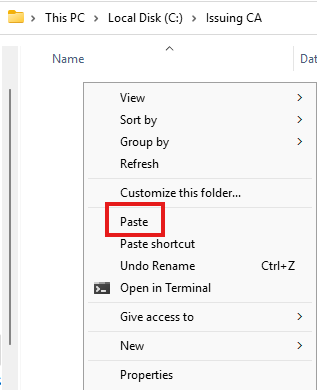 This PC > Local Disk (C:) > Issuing CA
Name
Da
View
Sort by
Group by
Refresh
Customize this folder...
Paste
Paste shortcut
Undo Rename Ctrl+Z
Open in Terminal
Give access to
New
Properties